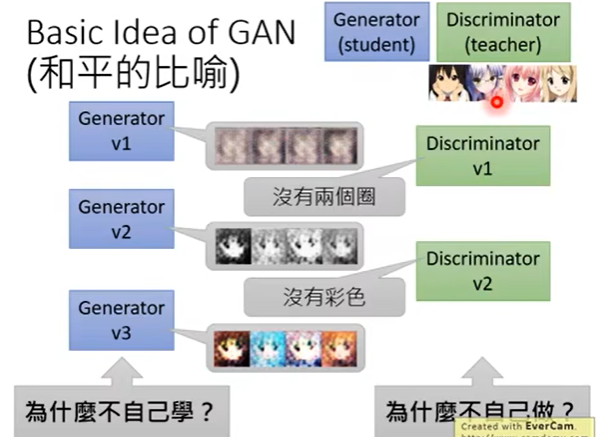 Basic Idea of GAN
(和平的比喻)
Generator
(student)
Discriminator
(teacher)
Generator
v1
Discriminator
v1
沒有兩個圈
Generator
v2
Discriminator
v2
沒有彩色
Generator
v3
為什麼不自己學？
為什麼不自己做？
Created with EverCam.